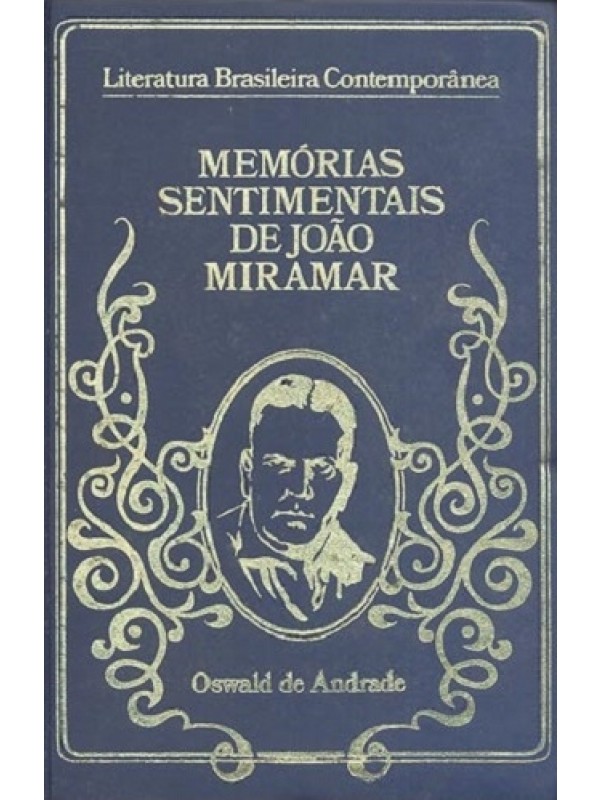 Literatura Brasileira Contemporânea
MEMÓRIAS
SENTIMENTAIS
DE JOÃO
MIRAMAR
Oswald de Andrade